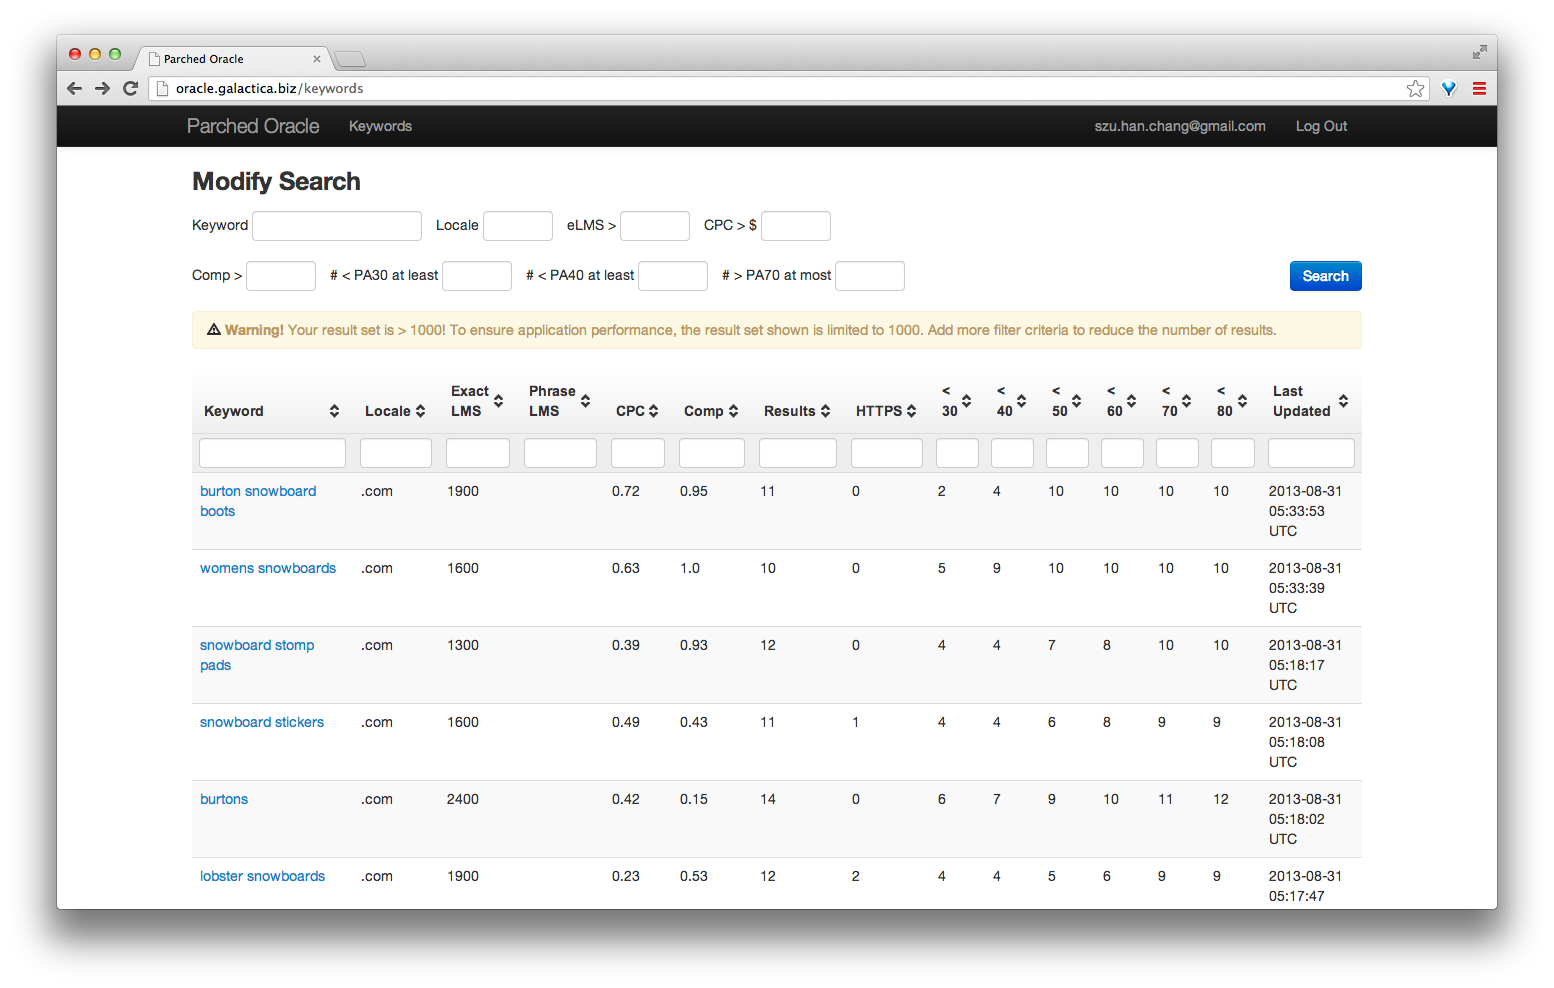 Parched Oracle
oracle.galactica.biz/keywords
Parched Oracle Keywords szu.han.chang@gmail.com Log Out
Modify Search
Keyword Locale eLMS > CPC > $
Comp > # < PA30 at least # < PA40 at least # > PA70 at most Search
Warning! Your result set is > 1000! To ensure application performance, the result set shown is limited to 1000. Add more filter criteria to reduce the number of results.
Keyword Locale Exact LMS Phrase LMS CPC Comp Results HTTPS < 30 < 40 < 50 < 60 < 70 < 80 Last Updated
burton snowboard .com 1900 0.72 0.95 11 0 2 4 10 10 10 10 2013-08-31
boots 05:33:53
UTC
womens snowboards .com 1600 0.63 1.0 10 0 5 9 10 10 10 10 2013-08-31
05:33:39
UTC
snowboard stomp .com 1300 0.39 0.93 12 0 4 4 7 8 10 10 2013-08-31
pads 05:18:17
UTC
snowboard stickers .com 1600 0.49 0.43 11 1 4 4 6 8 9 9 2013-08-31
05:18:08
UTC
burtons .com 2400 0.42 0.15 14 0 6 7 9 10 11 12 2013-08-31
05:18:02
UTC
lobster snowboards .com 1900 0.23 0.53 12 2 4 4 5 6 9 9 2013-08-31
05:17:47